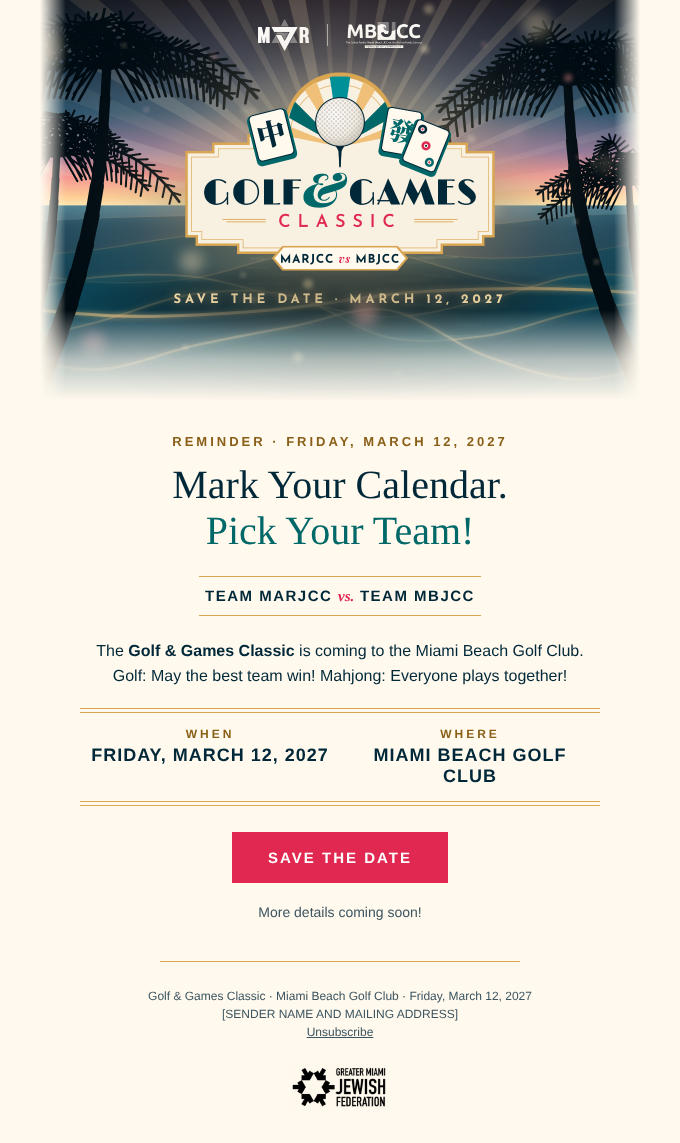 MAR
MBJCC
中
發
GOLF & GAMES
CLASSIC
MARJCC vs MBJCC
SAVE THE DATE · MARCH 12, 2027
REMINDER · FRIDAY, MARCH 12, 2027
Mark Your Calendar.
Pick Your Team!
TEAM MARJCC vs. TEAM MBJCC
The Golf & Games Classic is coming to the Miami Beach Golf Club.
Golf: May the best team win! Mahjong: Everyone plays together!
WHEN
FRIDAY, MARCH 12, 2027
WHERE
MIAMI BEACH GOLF
CLUB
SAVE THE DATE
More details coming soon!
Golf & Games Classic · Miami Beach Golf Club · Friday, March 12, 2027
[SENDER NAME AND MAILING ADDRESS]
Unsubscribe
GREATER MIAMI
JEWISH
FEDERATION